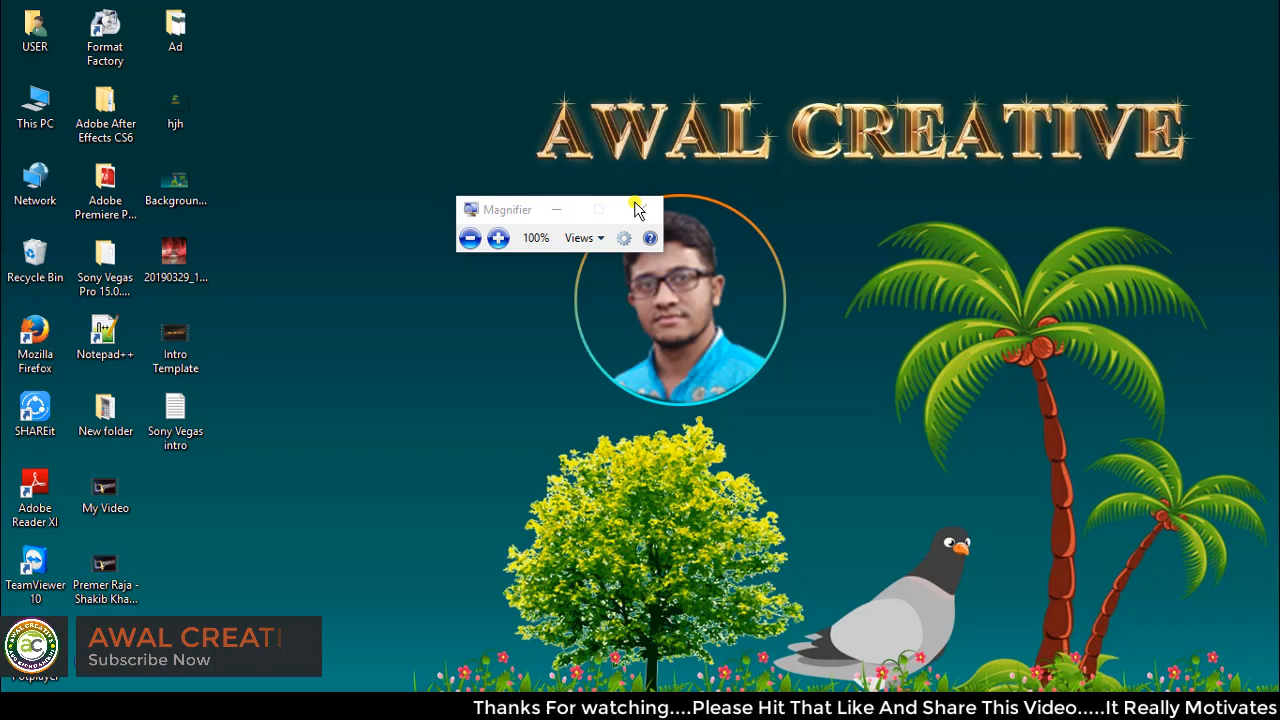 USER
Format
Factory
Ad
This PC
Adobe After
Effects CS6
hjh
Network
Adobe
Premiere P...
Backgroun...
Recycle Bin
Sony Vegas
Pro 15.0....
20190329_1...
Mozilla
Firefox
Notepad++
Intro
Template
SHAREit
New folder
Sony Vegas
intro
Adobe
Reader XI
My Video
TeamViewer
10
Premer Raja -
Shakib Kha...
AWAL CREATIVE
Magnifier
100%
Views
ac
AWAL CREATI
Subscribe Now
Thanks For watching....Please Hit That Like And Share This Video.....It Really Motivates